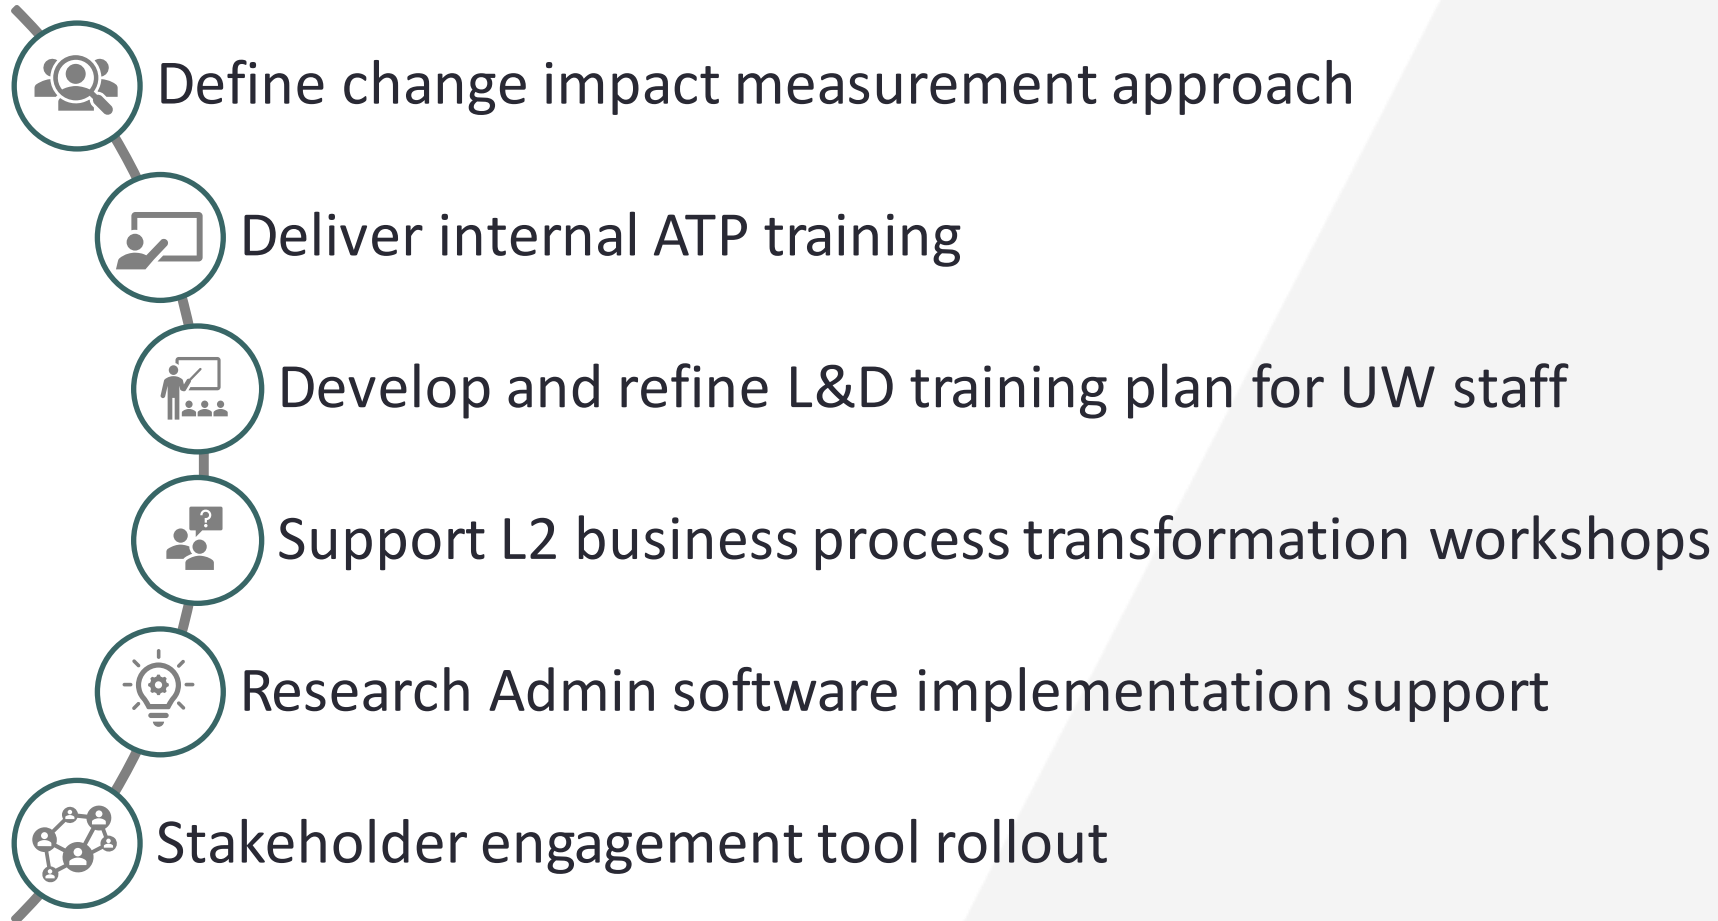 Define change impact measurement approach
Deliver internal ATP training
Develop and refine L&D training plan for UW staff
?
Support L2 business process transformation workshops
Research Admin software implementation support
Stakeholder engagement tool rollout